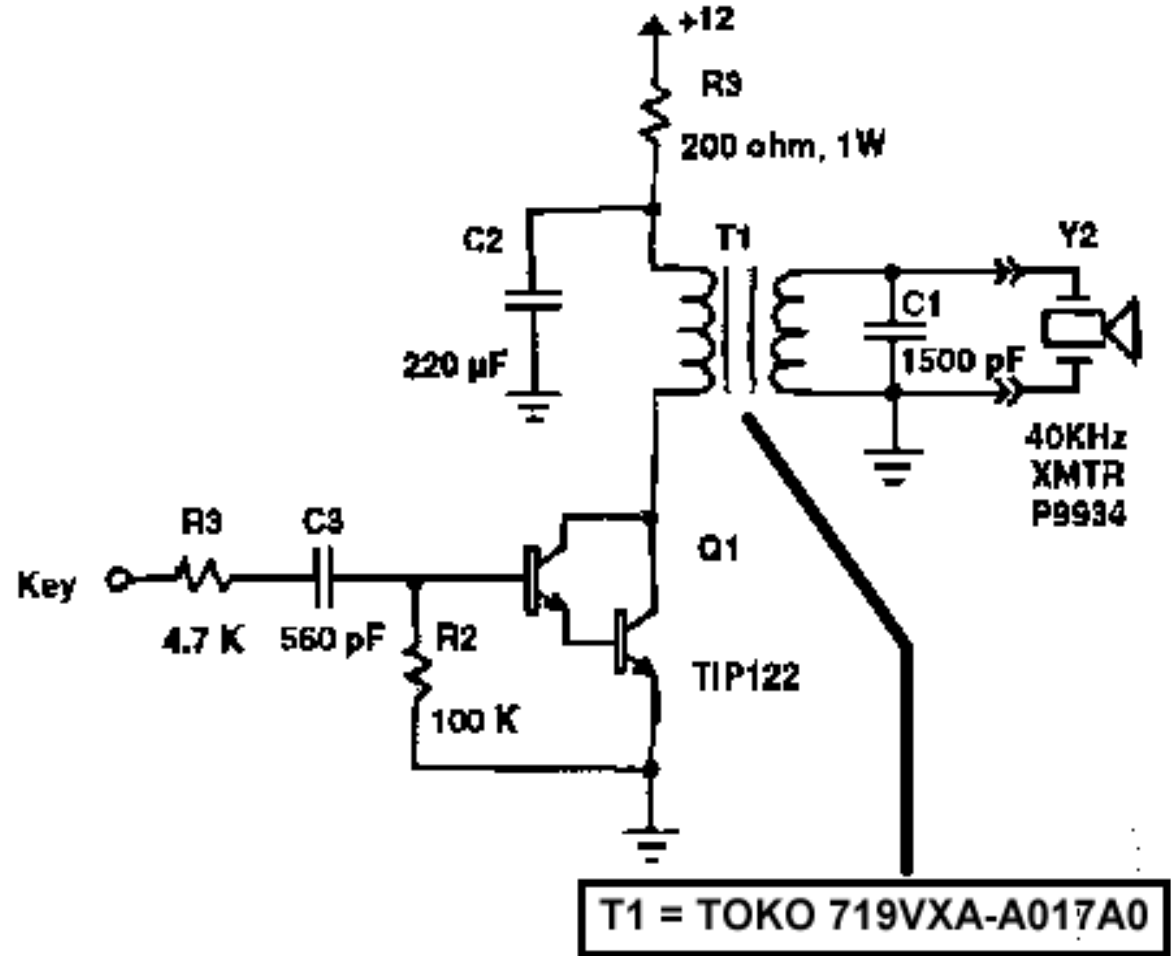 +12
R3
200 ohm, 1W
C2
220 µF
T1
C1
1500 pF
Y2
40KHz
XMTR
P9934
Key
R3
4.7 K
C3
560 pF
R2
100 K
Q1
TIP122
T1 = TOKO 719VXA-A017A0